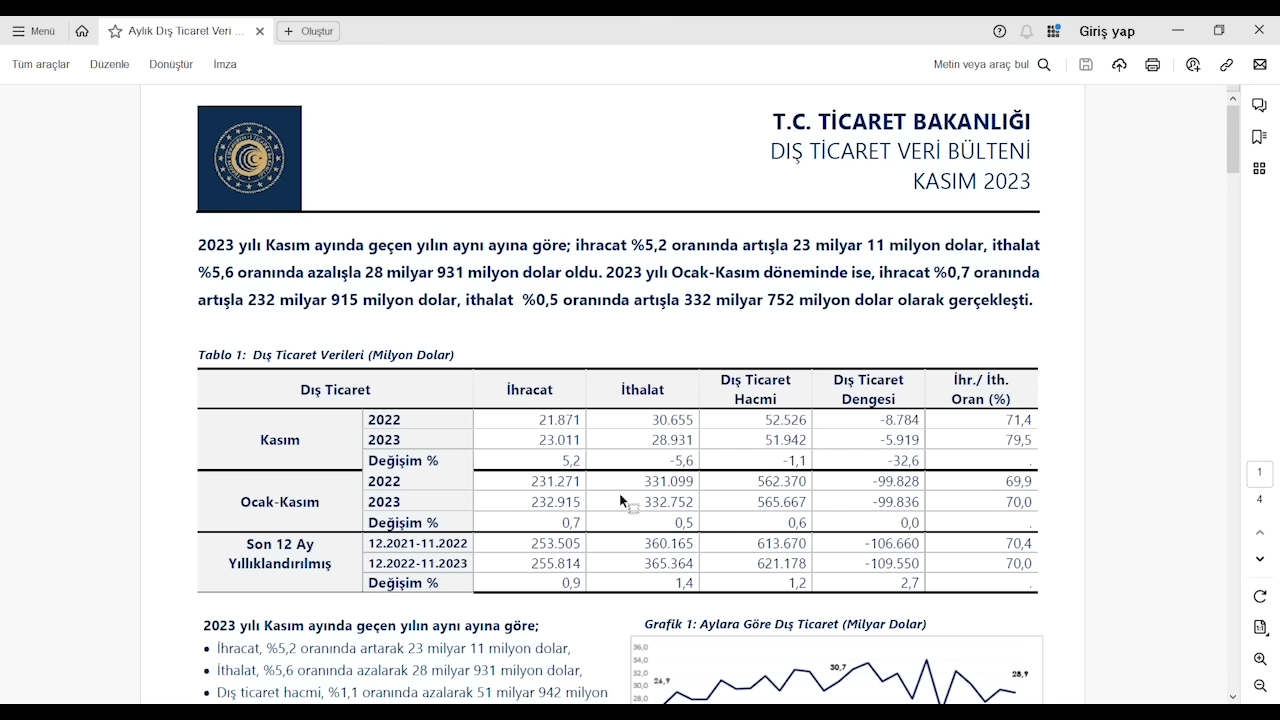 Menü
Aylık Dış Ticaret Veri ...
Oluştur
Giriş yap
Tüm araçlar Düzenle Dönüştür İmza
Metin veya araç bul
T.C. TİCARET BAKANLIĞI
DIŞ TİCARET VERİ BÜLTENİ
KASIM 2023
2023 yılı Kasım ayında geçen yılın aynı ayına göre; ihracat %5,2 oranında artışla 23 milyar 11 milyon dolar, ithalat
%5,6 oranında azalışla 28 milyar 931 milyon dolar oldu. 2023 yılı Ocak-Kasım döneminde ise, ihracat %0,7 oranında
artışla 232 milyar 915 milyon dolar, ithalat %0,5 oranında artışla 332 milyar 752 milyon dolar olarak gerçekleşti.
Tablo 1: Dış Ticaret Verileri (Milyon Dolar)
Dış Ticaret İhracat İthalat Dış Ticaret Hacmi Dış Ticaret Dengesi İhr./ İth. Oran (%)
Kasım
2022 21.871 30.655 52.526 -8.784 71,4
2023 23.011 28.931 51.942 -5.919 79,5
Değişim % 5,2 -5,6 -1,1 -32,6 .
Ocak-Kasım
2022 231.271 331.099 562.370 -99.828 69,9
2023 232.915 332.752 565.667 -99.836 70,0
Değişim % 0,7 0,5 0,6 0,0 .
Son 12 Ay
Yıllıklandırılmış
12.2021-11.2022 253.505 360.165 613.670 -106.660 70,4
12.2022-11.2023 255.814 365.364 621.178 -109.550 70,0
Değişim % 0,9 1,4 1,2 2,7 .
2023 yılı Kasım ayında geçen yılın aynı ayına göre;
• İhracat, %5,2 oranında artarak 23 milyar 11 milyon dolar,
• İthalat, %5,6 oranında azalarak 28 milyar 931 milyon dolar,
• Dış ticaret hacmi, %1,1 oranında azalarak 51 milyar 942 milyon
Grafik 1: Aylara Göre Dış Ticaret (Milyar Dolar)
36,0
34,0
32,0
30,0
28,0
26,9
30,7
28,9
1
4